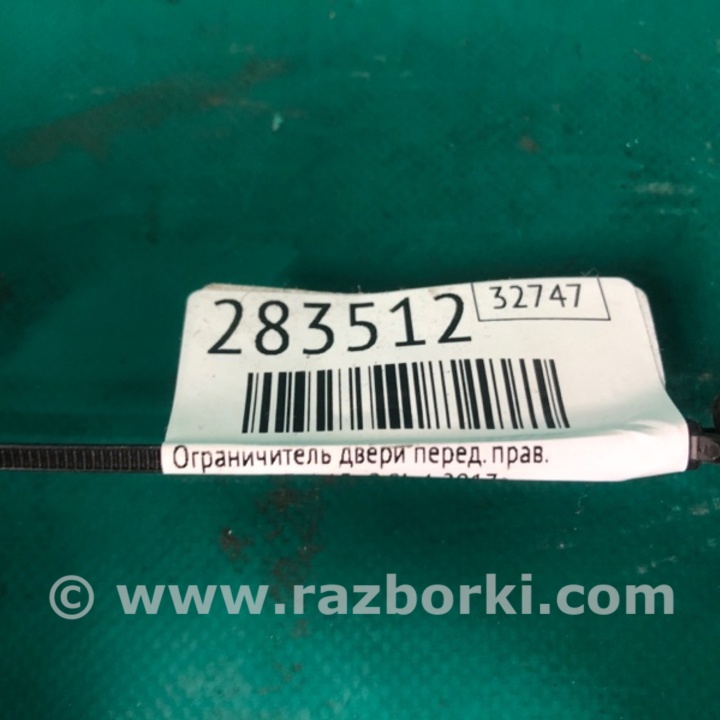 283512
32747
Ограничитель двери перед. прав.
© www.razborki.com